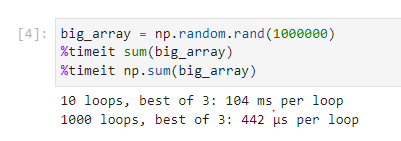 [4]: big_array = np.random.rand(1000000)
%timeit sum(big_array)
%timeit np.sum(big_array)
10 loops, best of 3: 104 ms per loop
1000 loops, best of 3: 442 µs per loop